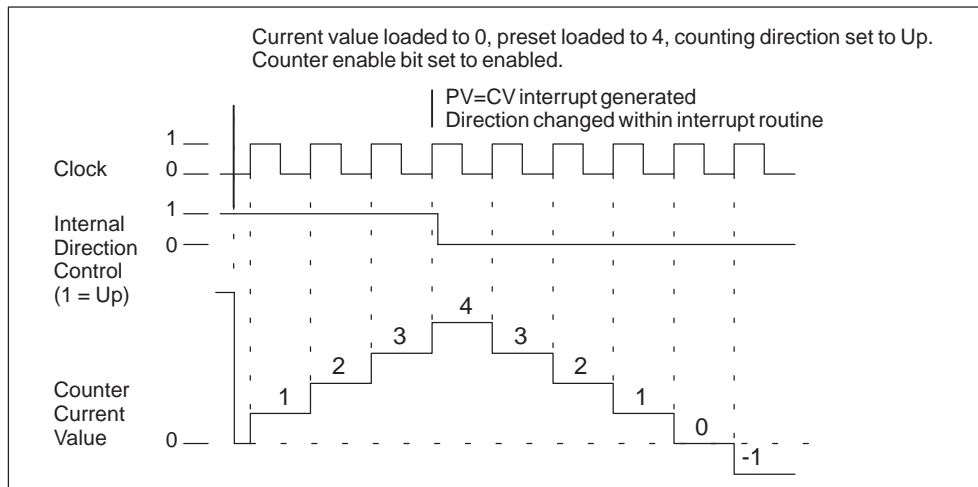 Current value loaded to 0, preset loaded to 4, counting direction set to Up.
Counter enable bit set to enabled.
PV=CV interrupt generated
Direction changed within interrupt routine
1
Clock
0
1
Internal
Direction
Control
(1 = Up)
0
4
3
3
2
2
1
1
0
-1
Counter
Current
Value
0